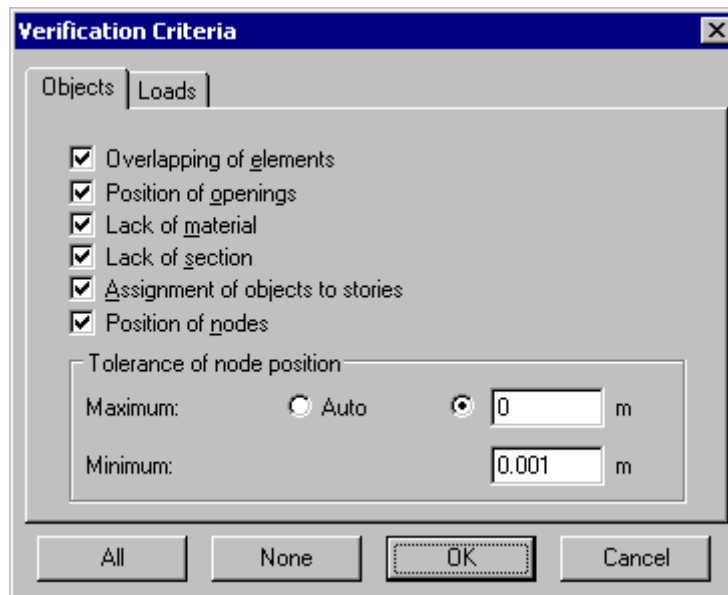 Verification Criteria
Objects Loads
Overlapping of elements
Position of openings
Lack of material
Lack of section
Assignment of objects to stories
Position of nodes
Tolerance of node position
Maximum: Auto 0 m
Minimum: 0.001 m
All None OK Cancel